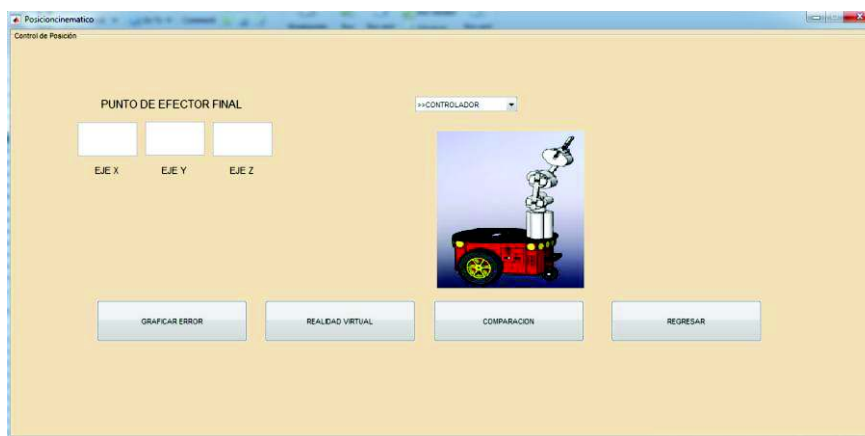 Posicioncinematico
Control de Posición
PUNTO DE EFECTOR FINAL
>>CONTROLADOR
EJE X
EJE Y
EJE Z
GRAFICAR ERROR
REALIDAD VIRTUAL
COMPARACION
REGRESAR